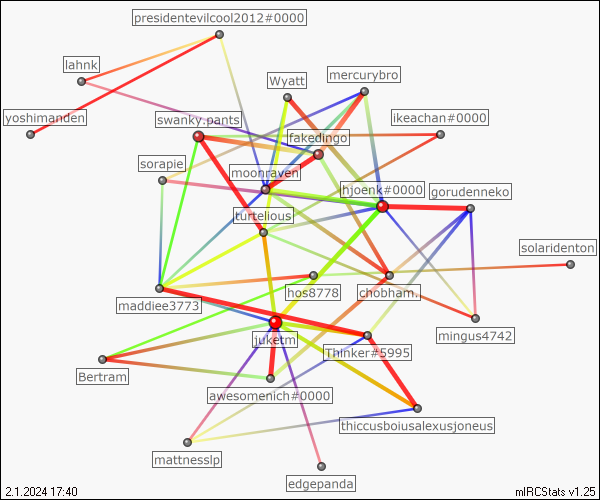 presidentevilcool2012#0000
lahnk
Wyatt
mercurybro
yoshimanden
swanky.pants
ikeachan#0000
fakedingo
sorapie
moonraven
hjoenk#0000
gorudenneko
turtelious
solaridenton
maddiee3773
hos8778
chobham.
mingus4742
juketm
Thinker#5995
Bertram
awesomenich#0000
thiccusboiusalexusjoneus
mattnesslp
edgepanda
2.1.2024 17:40
mIRCStats v1.25